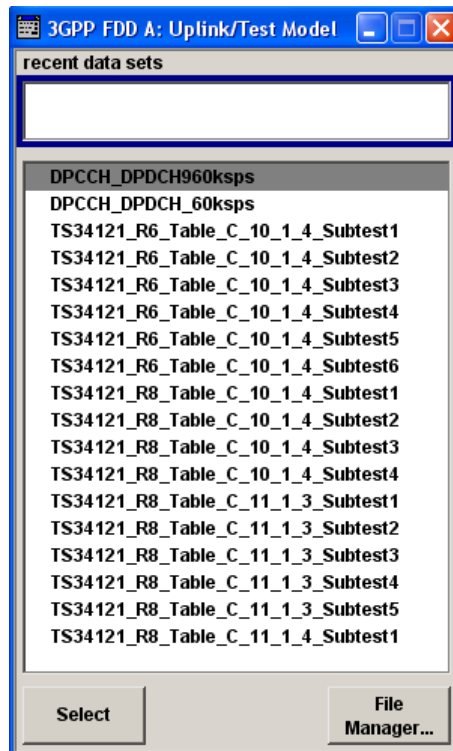 3GPP FDD A: Uplink/Test Model
recent data sets
DPCCH_DPDCH960ksps
DPCCH_DPDCH_60ksps
TS34121_R6_Table_C_10_1_4_Subtest1
TS34121_R6_Table_C_10_1_4_Subtest2
TS34121_R6_Table_C_10_1_4_Subtest3
TS34121_R6_Table_C_10_1_4_Subtest4
TS34121_R6_Table_C_10_1_4_Subtest5
TS34121_R6_Table_C_10_1_4_Subtest6
TS34121_R8_Table_C_10_1_4_Subtest1
TS34121_R8_Table_C_10_1_4_Subtest2
TS34121_R8_Table_C_10_1_4_Subtest3
TS34121_R8_Table_C_10_1_4_Subtest4
TS34121_R8_Table_C_11_1_3_Subtest1
TS34121_R8_Table_C_11_1_3_Subtest2
TS34121_R8_Table_C_11_1_3_Subtest3
TS34121_R8_Table_C_11_1_3_Subtest4
TS34121_R8_Table_C_11_1_3_Subtest5
TS34121_R8_Table_C_11_1_4_Subtest1
Select
File
Manager...